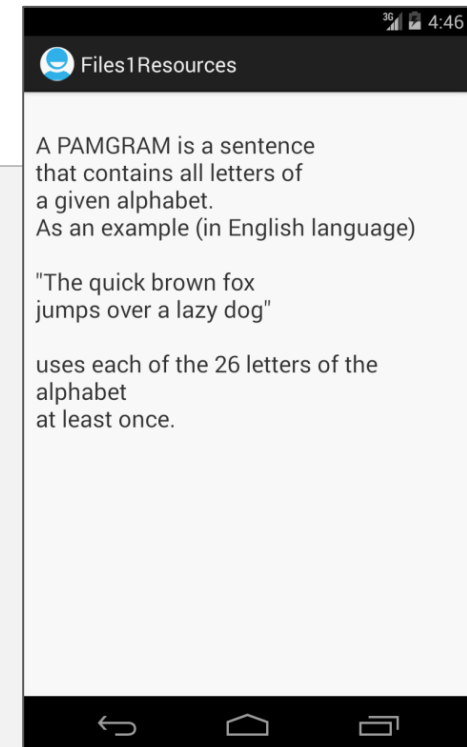 3G 4:46
Files1Resources
A PAMGRAM is a sentence
that contains all letters of
a given alphabet.
As an example (in English language)
"The quick brown fox
jumps over a lazy dog"
uses each of the 26 letters of the
alphabet
at least once.